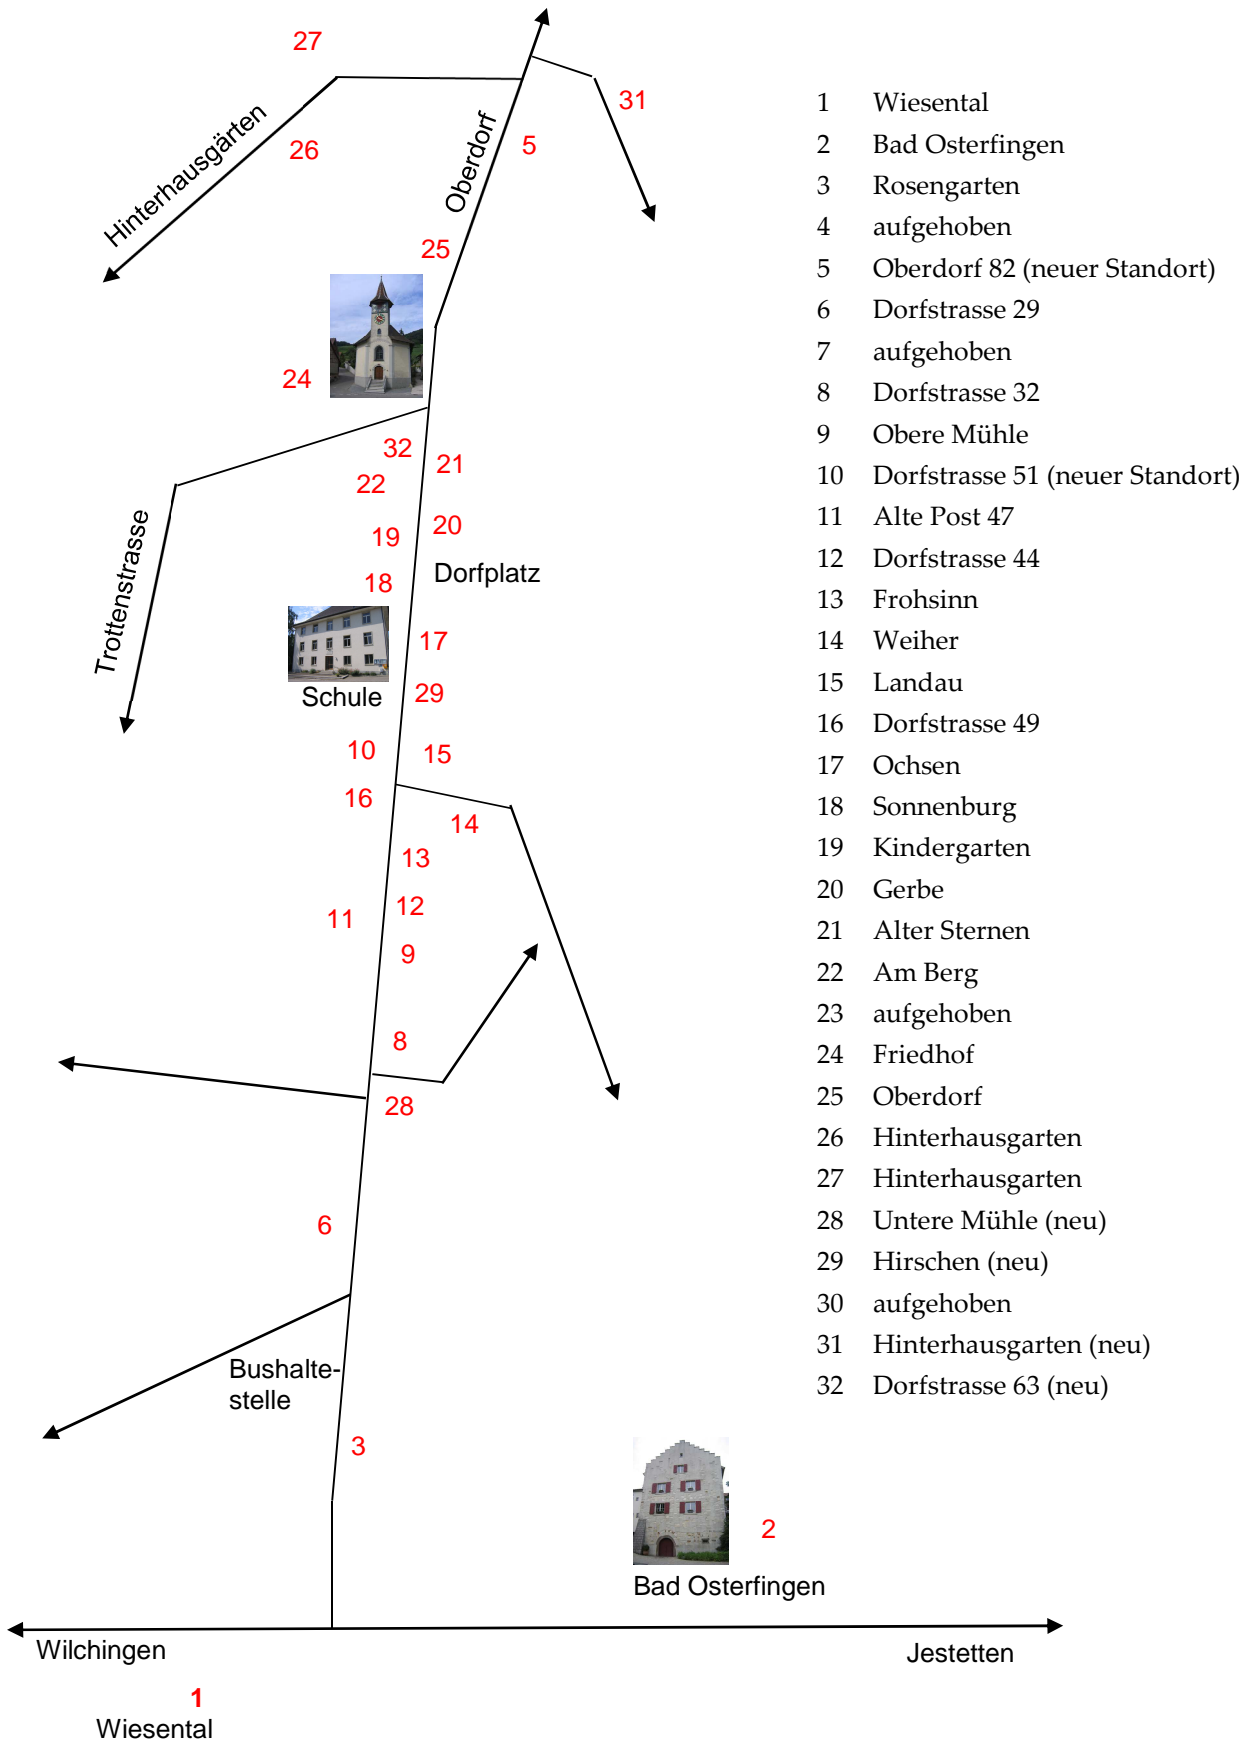 27
31
5
Hinterhausgärten
26
Oberdorf
25
24
32
21
22
20
19
Dorfplatz
18
Trottenstrasse
17
Schule
29
10
15
16
14
13
12
11
9
8
28
6
Bushalte-
stelle
3
2
Bad Osterfingen
Wilchingen
Jestetten
1
Wiesental
1 Wiesental
2 Bad Osterfingen
3 Rosengarten
4 aufgehoben
5 Oberdorf 82 (neuer Standort)
6 Dorfstrasse 29
7 aufgehoben
8 Dorfstrasse 32
9 Obere Mühle
10 Dorfstrasse 51 (neuer Standort)
11 Alte Post 47
12 Dorfstrasse 44
13 Frohsinn
14 Weiher
15 Landau
16 Dorfstrasse 49
17 Ochsen
18 Sonnenburg
19 Kindergarten
20 Gerbe
21 Alter Sternen
22 Am Berg
23 aufgehoben
24 Friedhof
25 Oberdorf
26 Hinterhausgarten
27 Hinterhausgarten
28 Untere Mühle (neu)
29 Hirschen (neu)
30 aufgehoben
31 Hinterhausgarten (neu)
32 Dorfstrasse 63 (neu)